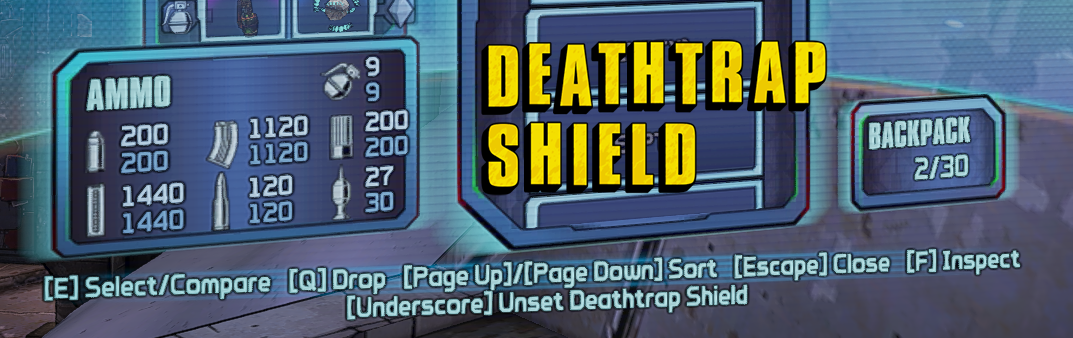 AMMO
9
9
200
200
1120
1120
200
200
1440
1440
120
120
27
30
DEATHTRAP
SHIELD
BACKPACK
2/30
[E] Select/Compare [Q] Drop [Page Up]/[Page Down] Sort [Escape] Close [F] Inspect
[Underscore] Unset Deathtrap Shield